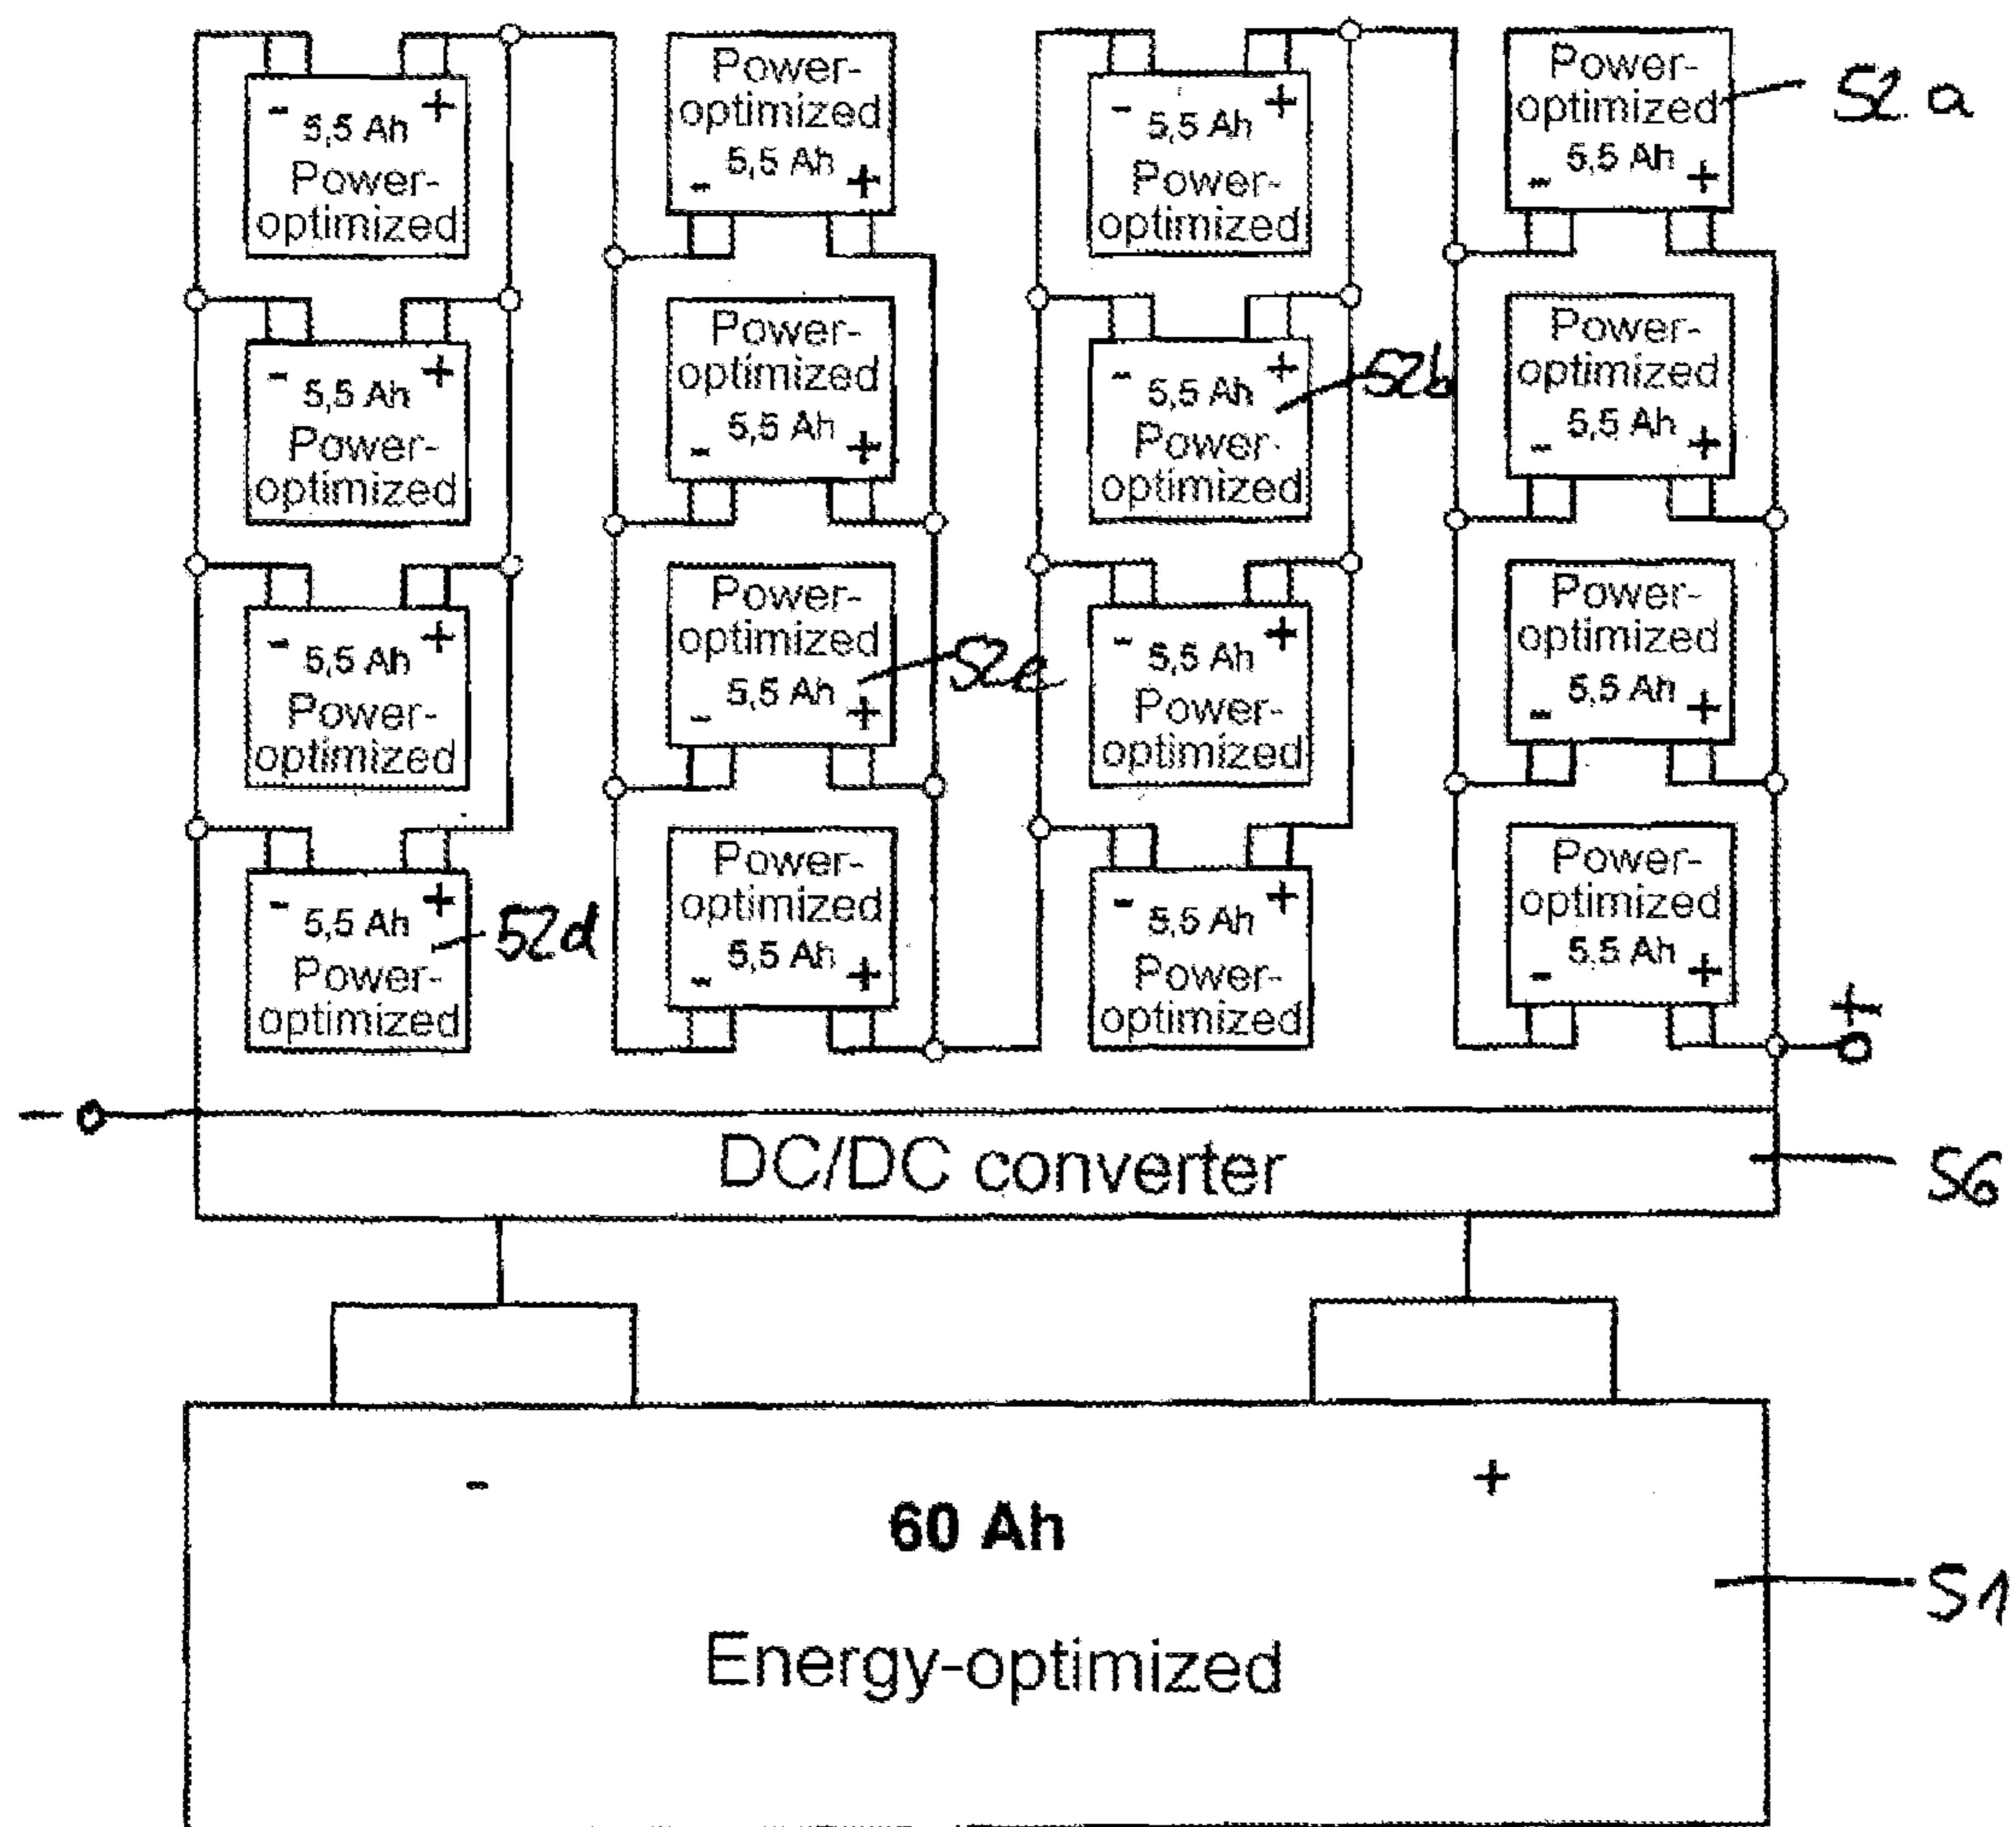 - 5,5 Ah +
Power-
optimized
Power-
optimized
- 5,5 Ah +
- 5,5 Ah +
Power-
optimized
Power-
optimized
- 5,5 Ah +
52a
- 5,5 Ah +
Power-
optimized
Power-
optimized
- 5,5 Ah +
- 5,5 Ah +
Power-
optimized
52b
Power-
optimized
- 5,5 Ah +
- 5,5 Ah +
Power-
optimized
Power-
optimized
- 5,5 Ah +
- 5,5 Ah +
Power-
optimized
Power-
optimized
- 5,5 Ah +
- 5,5 Ah +
Power-
optimized
52d
Power-
optimized
- 5,5 Ah +
- 5,5 Ah +
Power-
optimized
Power-
optimized
- 5,5 Ah +
+
-
DC/DC converter
56
- +
60 Ah
51
Energy-optimized